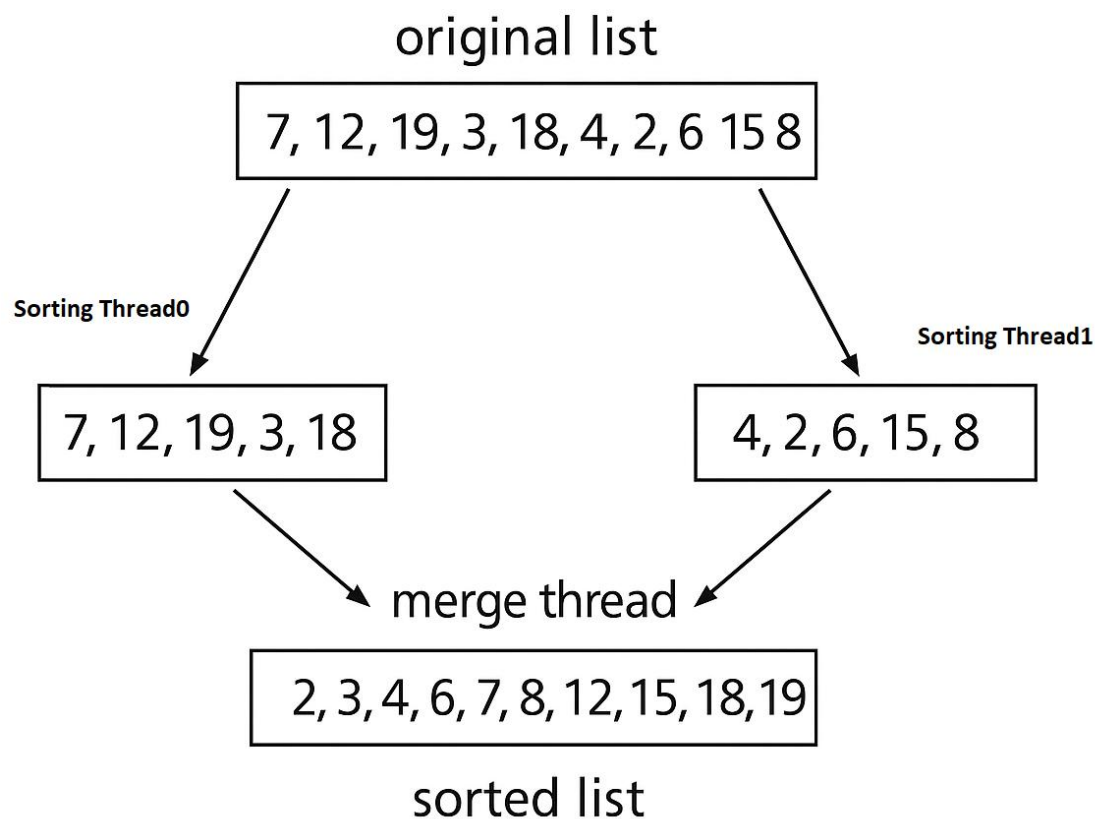 original list
7, 12, 19, 3, 18, 4, 2, 6 15 8
Sorting Thread0
Sorting Thread1
7, 12, 19, 3, 18
4, 2, 6, 15, 8
merge thread
2, 3, 4, 6, 7, 8, 12, 15, 18,19
sorted list